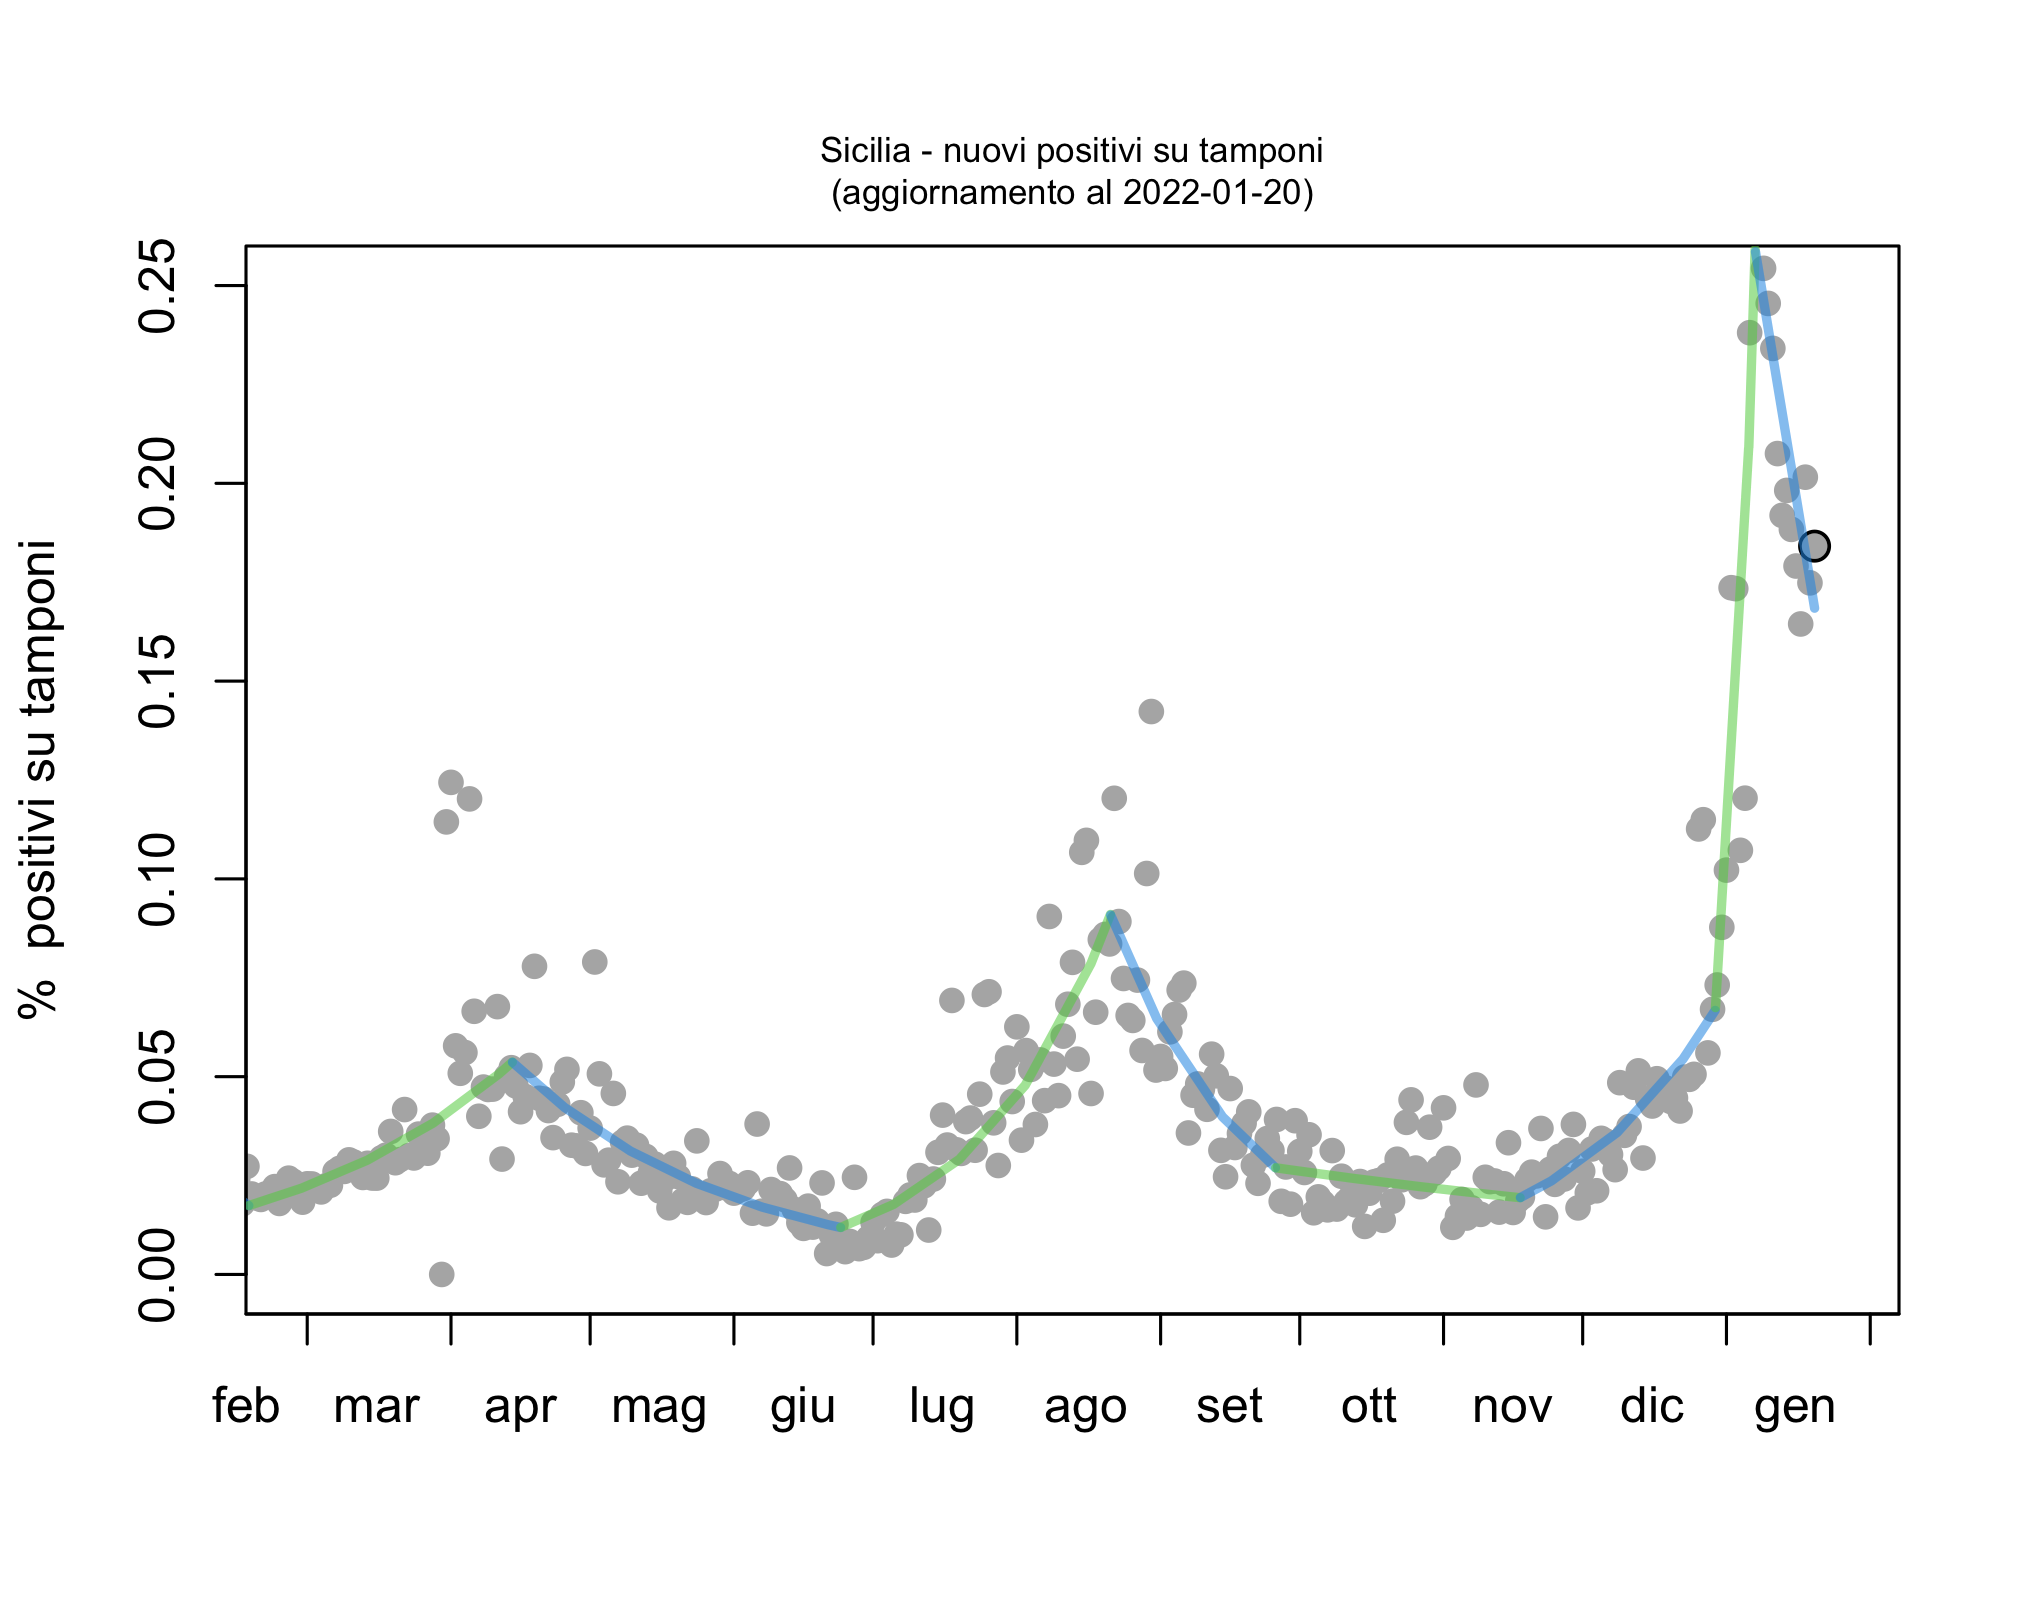 Sicilia - nuovi positivi su tamponi
(aggiornamento al 2022-01-20)
% positivi su tamponi
0.25
0.20
0.15
0.10
0.05
0.00
feb mar apr mag giu lug ago set ott nov dic gen